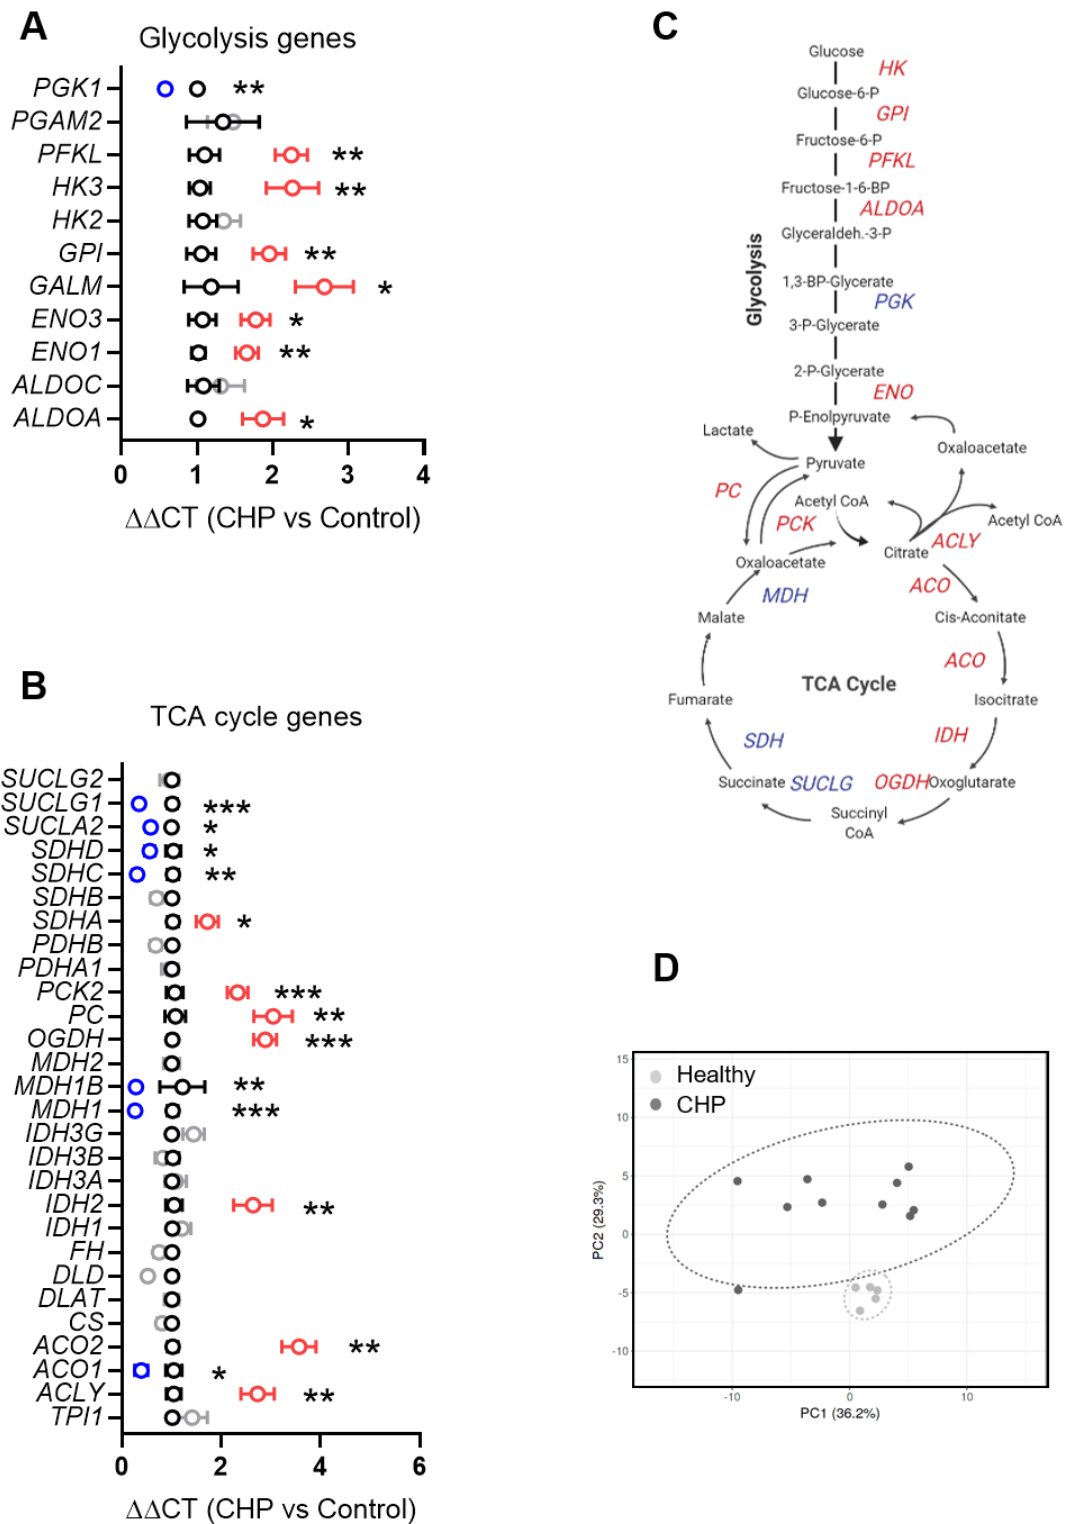 A
Glycolysis genes
PGK1
**
PGAM2
PFKL
**
HK3
**
HK2
GPI
**
GALM
*
ENO3
*
ENO1
**
ALDOC
ALDOA
*
0 1 2 3 4
ΔΔCT (CHP vs Control)
B
TCA cycle genes
SUCLG2
SUCLG1
***
SUCLA2
*
SDHD
*
SDHC
**
SDHB
SDHA
*
PDHB
PDHA1
PCK2
***
PC
**
OGDH
***
MDH2
MDH1B
**
MDH1
***
IDH3G
IDH3B
IDH3A
IDH2
**
IDH1
FH
DLD
DLAT
CS
ACO2
**
ACO1
*
ACLY
**
TPI1
0 2 4 6
ΔΔCT (CHP vs Control)
C
Glycolysis
Glucose
HK
Glucose-6-P
GPI
Fructose-6-P
PFKL
Fructose-1-6-BP
ALDOA
Glyceraldeh.-3-P
1,3-BP-Glycerate
PGK
3-P-Glycerate
2-P-Glycerate
ENO
P-Enolpyruvate
Lactate
Oxaloacetate
Pyruvate
PC
Acetyl CoA
PCK
Acetyl CoA
Citrate
ACLY
Oxaloacetate
MDH
ACO
Malate
Cis-Aconitate
ACO
TCA Cycle
Fumarate
Isocitrate
SDH
IDH
Succinate
SUCLG
OGDH
Oxoglutarate
Succinyl
CoA
D
Healthy
CHP
15
10
5
0
-5
-10
PC2 (29.3%)
-10 0 10
PC1 (36.2%)